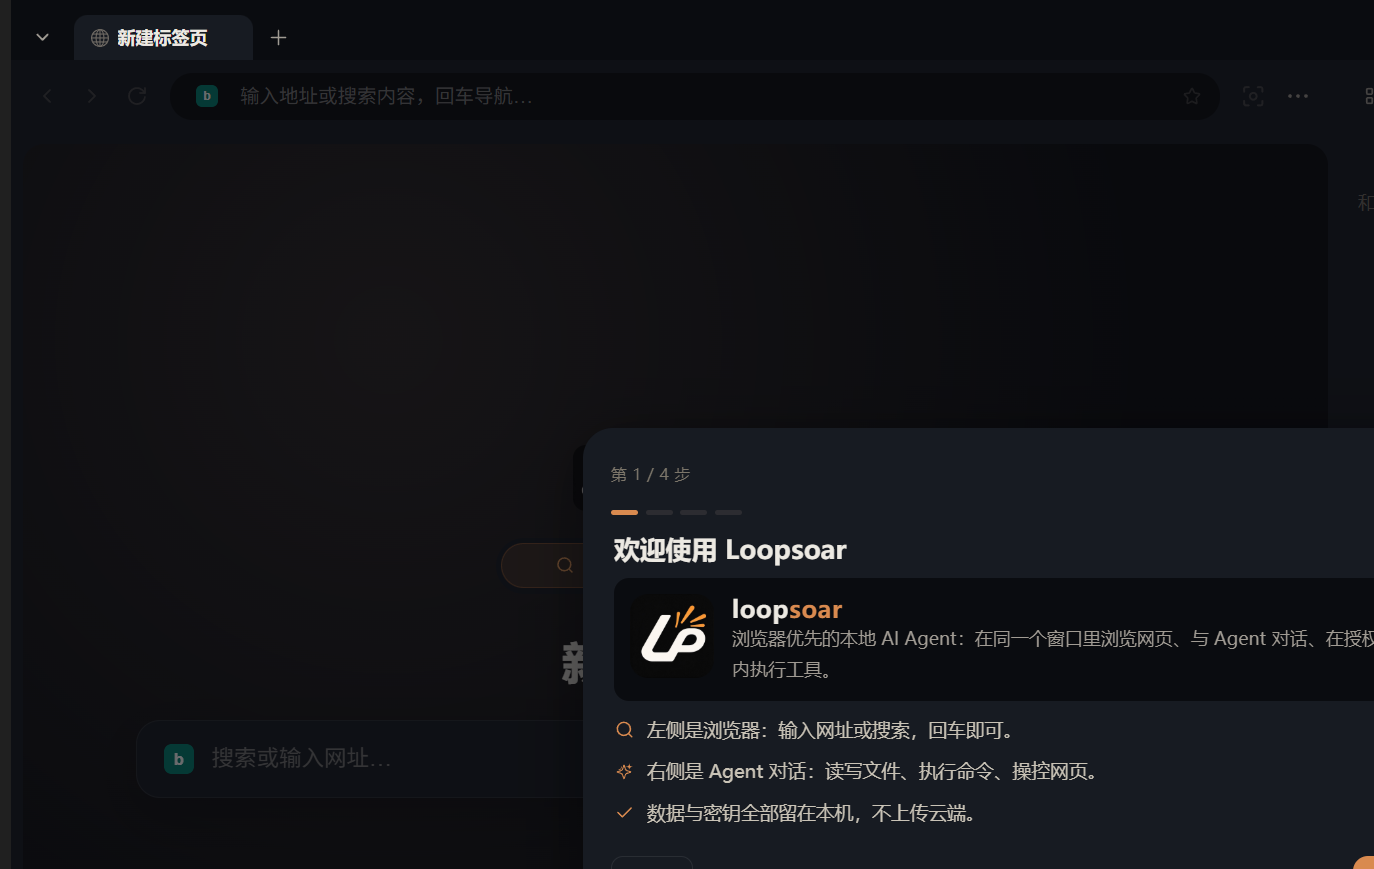 新建标签页
b
输入地址或搜索内容，回车导航...
和
第 1 / 4 步
欢迎使用 Loopsoar
loopsoar
浏览器优先的本地 AI Agent：在同一个窗口里浏览网页、与 Agent 对话、在授权
内执行工具。
新
b
搜索或输入网址...
左侧是浏览器：输入网址或搜索，回车即可。
右侧是 Agent 对话：读写文件、执行命令、操控网页。
数据与密钥全部留在本机，不上传云端。